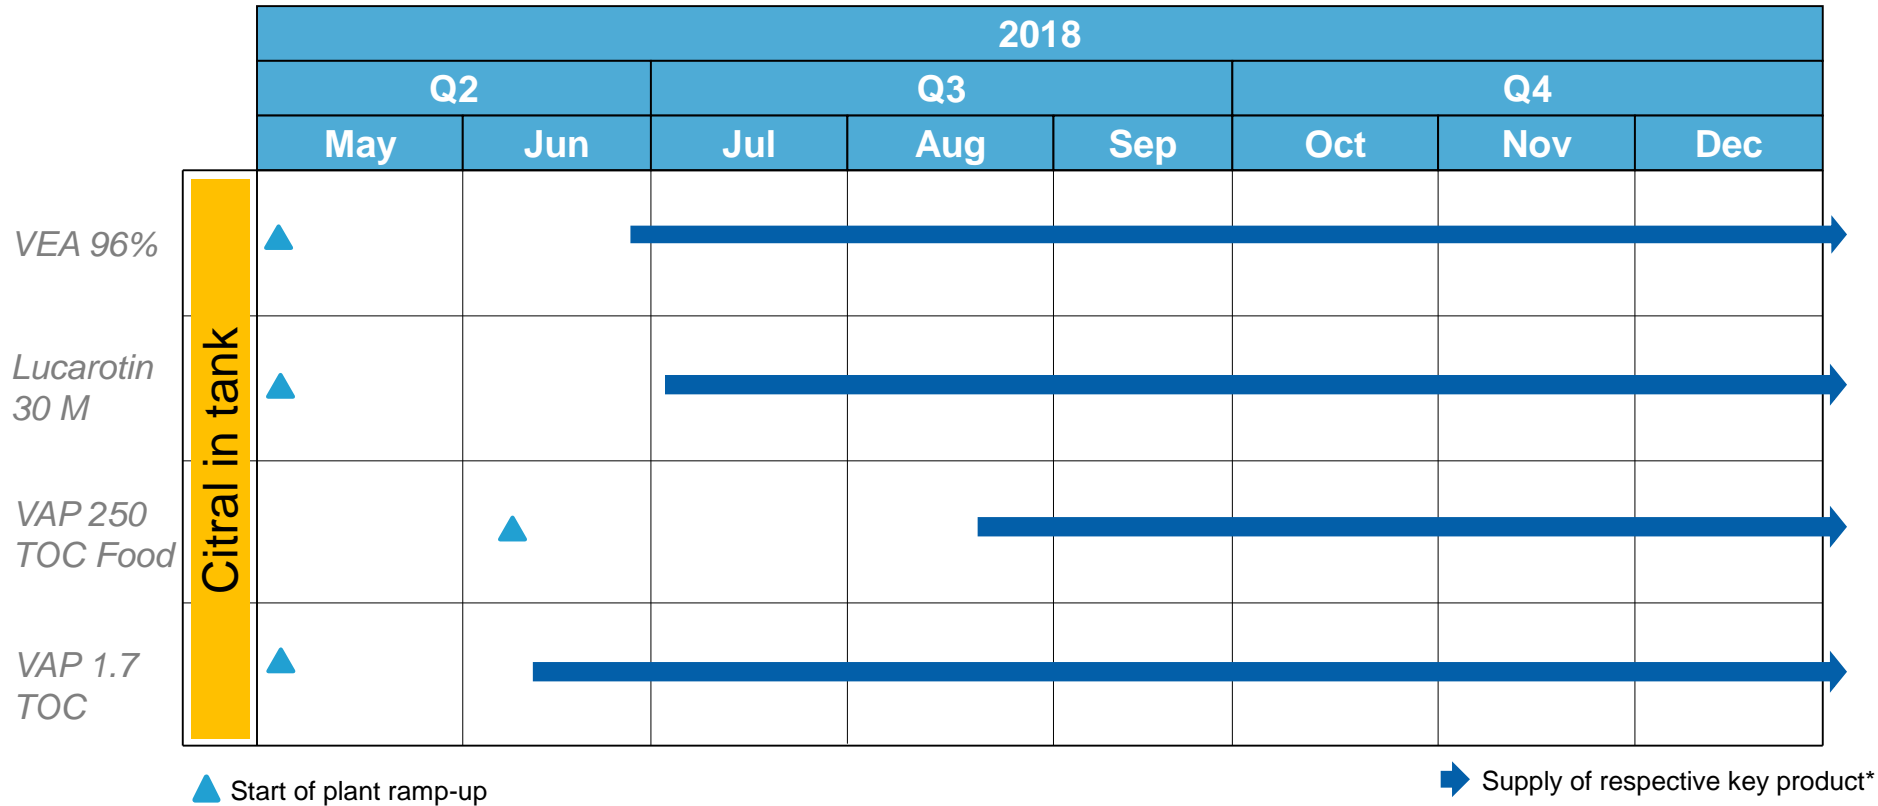 2018
Q2 Q3 Q4
May Jun Jul Aug Sep Oct Nov Dec
Citral in tank
VEA 96%
Lucarotin
30 M
VAP 250
TOC Food
VAP 1.7
TOC
Start of plant ramp-up
Supply of respective key product*